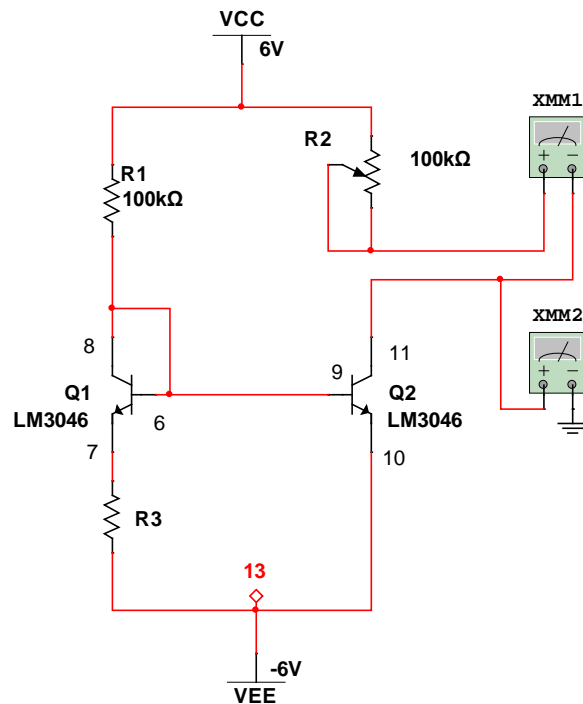 VCC
6V
XMM1
R2
100kΩ
R1
100kΩ
+ -
XMM2
8
11
9
+ -
Q1
Q2
LM3046
6
LM3046
7
10
R3
13
-6V
VEE